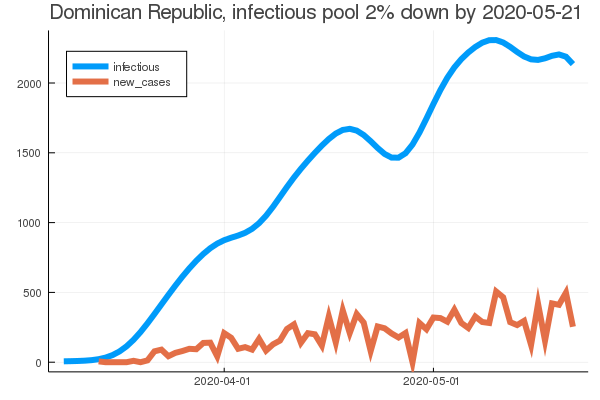 Dominican Republic, infectious pool 2% down by 2020-05-21
infectious
new_cases
2000
1500
1000
500
0
2020-04-01
2020-05-01